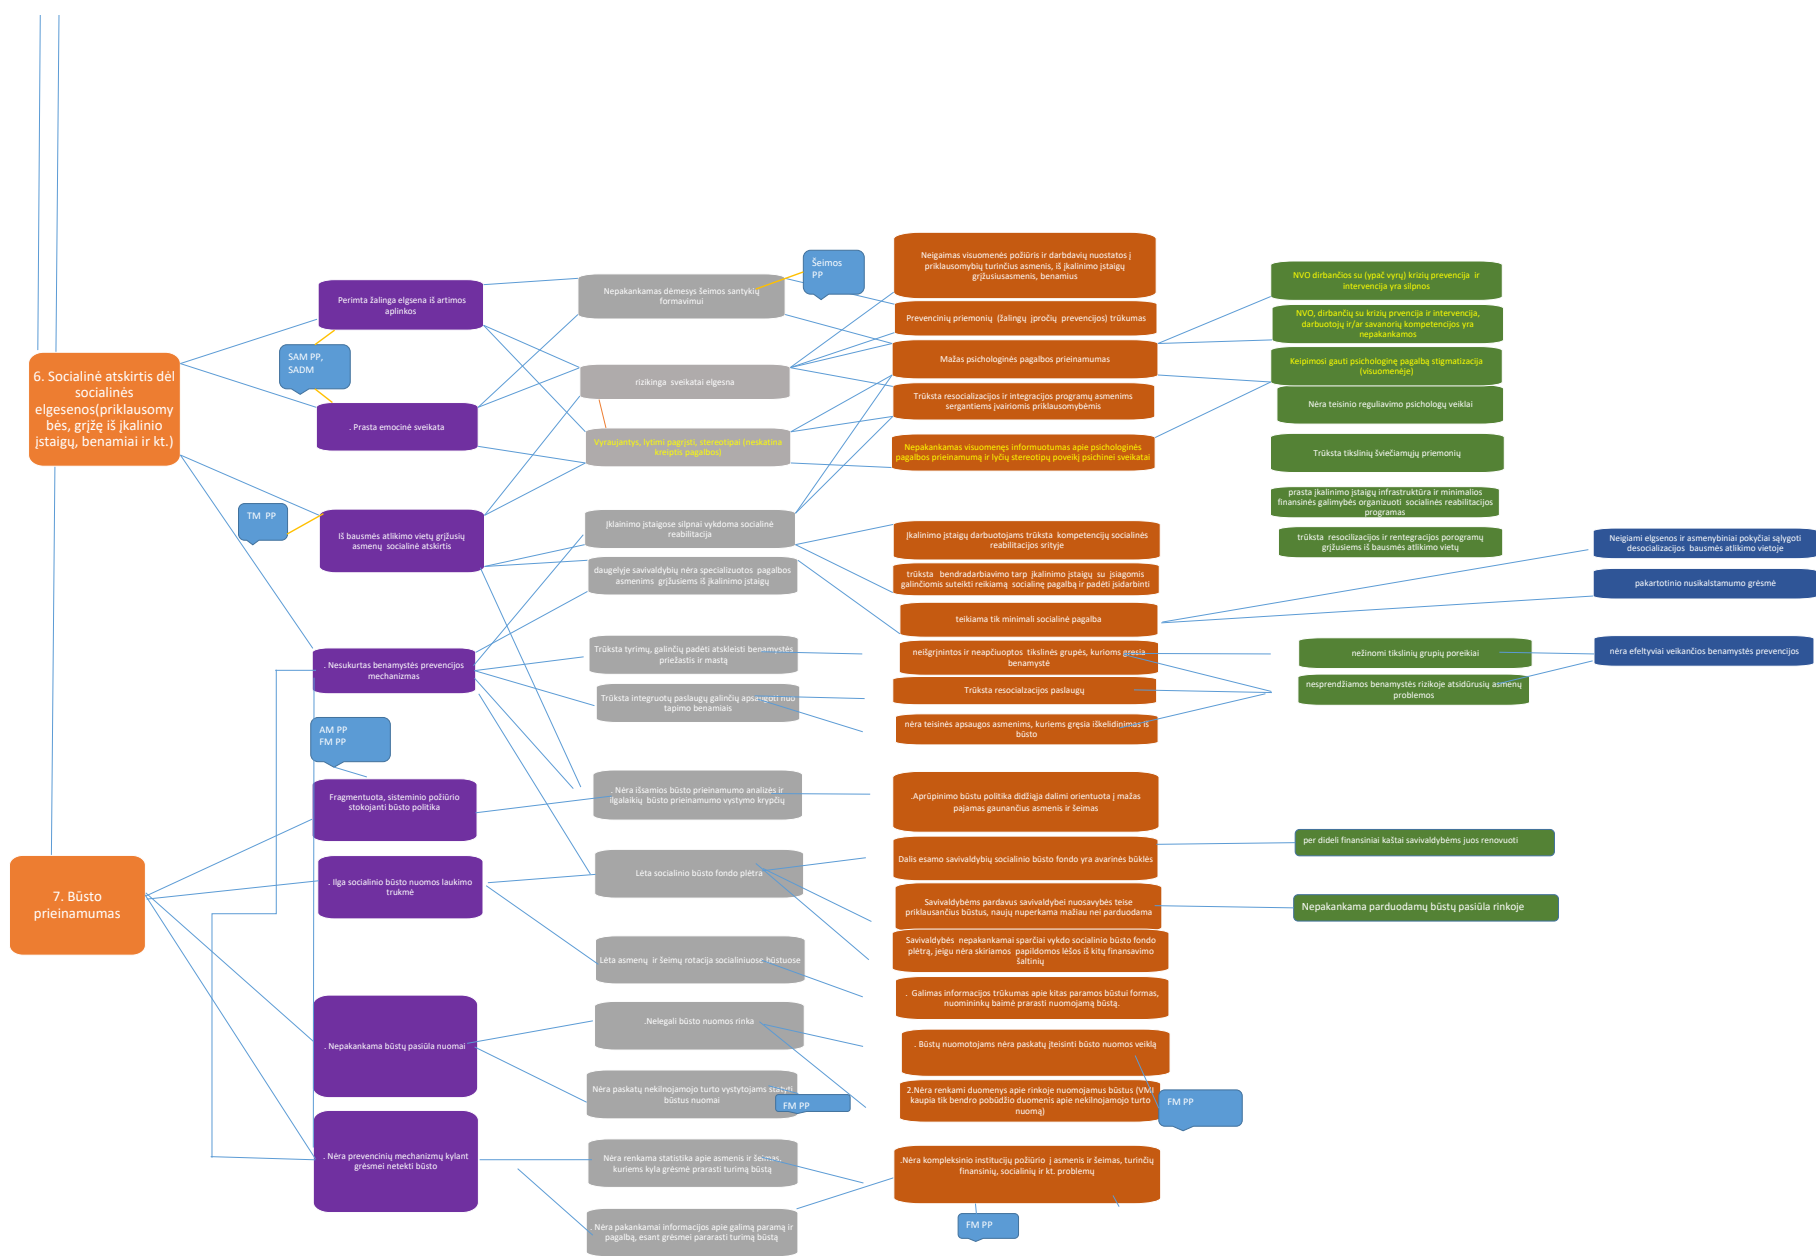 6. Socialinė atskirtis dėl
socialinės
elgesenos(priklausomy
bės, grįžę iš įkalinio
įstaigų, benamiai ir kt.)
7. Būsto
prieinamumas
Perimta žalinga elgsena iš artimos
aplinkos
SAM PP,
SADM
. Prasta emocinė sveikata
TM  PP
Iš bausmės atlikimo vietų grįžusių
asmenų  socialinė atskirtis
. Nesukurtas benamystės prevencijos
mechanizmas
AM PP
FM PP
Fragmentuota, sisteminio požiūrio
stokojanti būsto politika
. Ilga socialinio būsto nuomos laukimo
trukmė
. Nepakankama būstų pasiūla nuomai
. Nėra prevencinių mechanizmų kylant
grėsmei netekti būsto
Nepakankamas dėmesys šeimos santykių
formavimui
Šeimos
PP
rizikinga  sveikatai elgesna
Vyraujantys, lytimi pagrįsti, stereotipai (neskatina
kreiptis pagalbos)
Įklainimo įstaigose silpnai vykdoma socialinė
reabilitacija
daugelyje savivaldybių nėra specializuotos  pagalbos
asmenims  grįžusiems iš įkalinimo įstaigų
Trūksta tyrimų, galinčių padėti atskleisti benamystės
priežastis ir mastą
Trūksta integruotų paslaugų galinčių apsaugoti nuo
tapimo benamiais
. Nėra išsamios būsto prieinamumo analizės ir
ilgalaikių  būsto prieinamumo vystymo krypčių
Lėta socialinio būsto fondo plėtra
Lėta asmenų  ir šeimų rotacija socialiniuose būstuose
.Nelegali būsto nuomos rinka
Nėra paskatų nekilnojamojo turto vystytojams statyti
būstus nuomai
FM PP
Nėra renkama statistika apie asmenis ir šeimas,
kuriems kyla grėsmė prarasti turimą būstą
. Nėra pakankamai informacijos apie galimą paramą ir
pagalbą, esant grėsmei pararasti turimą būstą
Neigaimas visuomenės požiūris ir darbdavių nuostatos į
priklausomybių turinčius asmenis, iš įkalinimo įstaigų
grįžusiusasmenis, benamius
Prevencinių priemonių  (žalingų  įpročių  prevencijos) trūkumas
Mažas psichologinės pagalbos prieinamumas
Trūksta resocializacijos ir integracijos programų asmenims
sergantiems įvairiomis priklausomybėmis
Nepakankamas visuomenęs informuotumas apie psichologinės
pagalbos prieinamumą ir lyčių stereotipų poveikį psichinei sveikatai
Įkalinimo įstaigų darbuotojams trūksta  kompetencijų socialinės
reabilitacijos srityje
trūksta   bendradarbiavimo tarp įkalinimo įstaigų  su įsiagomis
galinčiomis suteikti reikiamą  socialinę pagalbą ir padėti įsidarbinti
teikiama tik minimali socialinė pagalba
neišgrįnintos ir neapčiuoptos  tikslinės grupės, kurioms gresia
benamystė
Trūksta resocialzacijos paslaugų
nėra teisinės apsaugos asmenims, kuriems gręsia iškelidinimas iš
būsto
.Aprūpinimo būstu politika didžiąja dalimi orientuota į mažas
pajamas gaunančius asmenis ir šeimas
Dalis esamo savivaldybių socialinio būsto fondo yra avarinės būklės
Savivaldybėms pardavus savivaldybei nuosavybės teise
priklausančius būstus, naujų nuperkama mažiau nei parduodama
Savivaldybės  nepakankamai sparčiai vykdo socialinio būsto fondo
plėtrą, jeigu nėra skiriamos  papildomos lėšos iš kitų finansavimo
šaltinių
.  Galimas informacijos trūkumas apie kitas paramos būstui formas,
nuomininkų baimė prarasti nuomojamą būstą.
. Būstų nuomotojams nėra paskatų įteisinti būsto nuomos veiklą
2.Nėra renkami duomenys apie rinkoje nuomojamus būstus (VMI
kaupia tik bendro pobūdžio duomenis apie nekilnojamojo turto
nuomą)
FM PP
.Nėra kompleksinio institucijų požiūrio  į asmenis ir šeimas, turinčių
finansinių, socialinių ir kt. problemų
FM PP
NVO dirbančios su (ypač vyrų) krizių prevencija  ir
intervencija yra silpnos
NVO, dirbančių su krizių prvencija ir intervencija,
darbuotojų ir/ar savanorių kompetencijos yra
nepakankamos
Keipimosi gauti psichologinę pagalbą stigmatizacija
(visuomenėje)
Nėra teisinio reguliavimo psichologų veiklai
Trūksta tikslinių šviečiamųjų priemonių
prasta įkalinimo įstaigų infrastruktūra ir minimalios
finansinės galimybės organizuoti  socialinės reabilitacijos
programas
trūksta  resocilizacijos ir rentegracijos porogramų
grįžusiems iš bausmės atlikimo vietų
nežinomi tikslinių grupių poreikiai
nesprendžiamos benamystės rizikoje atsidūrusių asmenų
problemos
per dideli finansiniai kaštai savivaldybėms juos renovuoti
Nepakankama parduodamų būstų pasiūla rinkoje
Neigiami elgsenos ir asmenybiniai pokyčiai sąlygoti
desocializacijos  bausmės atlikimo vietoje
pakartotinio nusikalstamumo grėsmė
nėra efeltyviai veikančios benamystės prevencijos